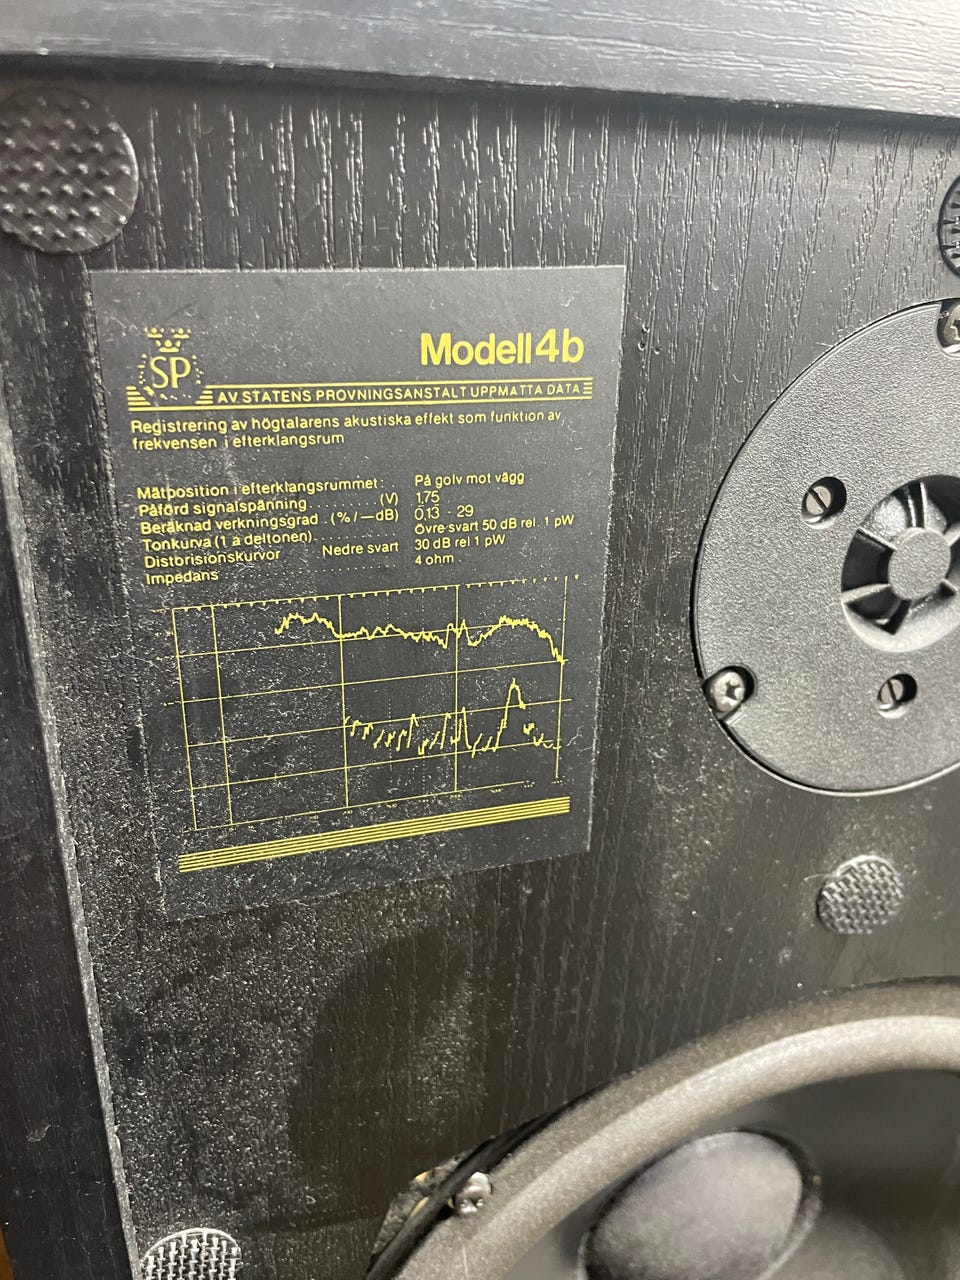 SP
Modell 4b
AV STATENS PROVNINGSANSTALT UPPMÄTTA DATA
Registrering av högtalarens akustiska effekt som funktion av
frekvensen i efterklangsrum
Mätposition i efterklangsrummet: På golv mot vägg
Påförd signalspänning (V) 1,75
Beräknad verkningsgrad (%/—dB) 0,13 - 29
Tonkurva (1 a deltonen) Övre svart 50 dB rel. 1 pW
Distorisionskurvor Nedre svart 30 dB rel 1 pW
Impedans 4 ohm